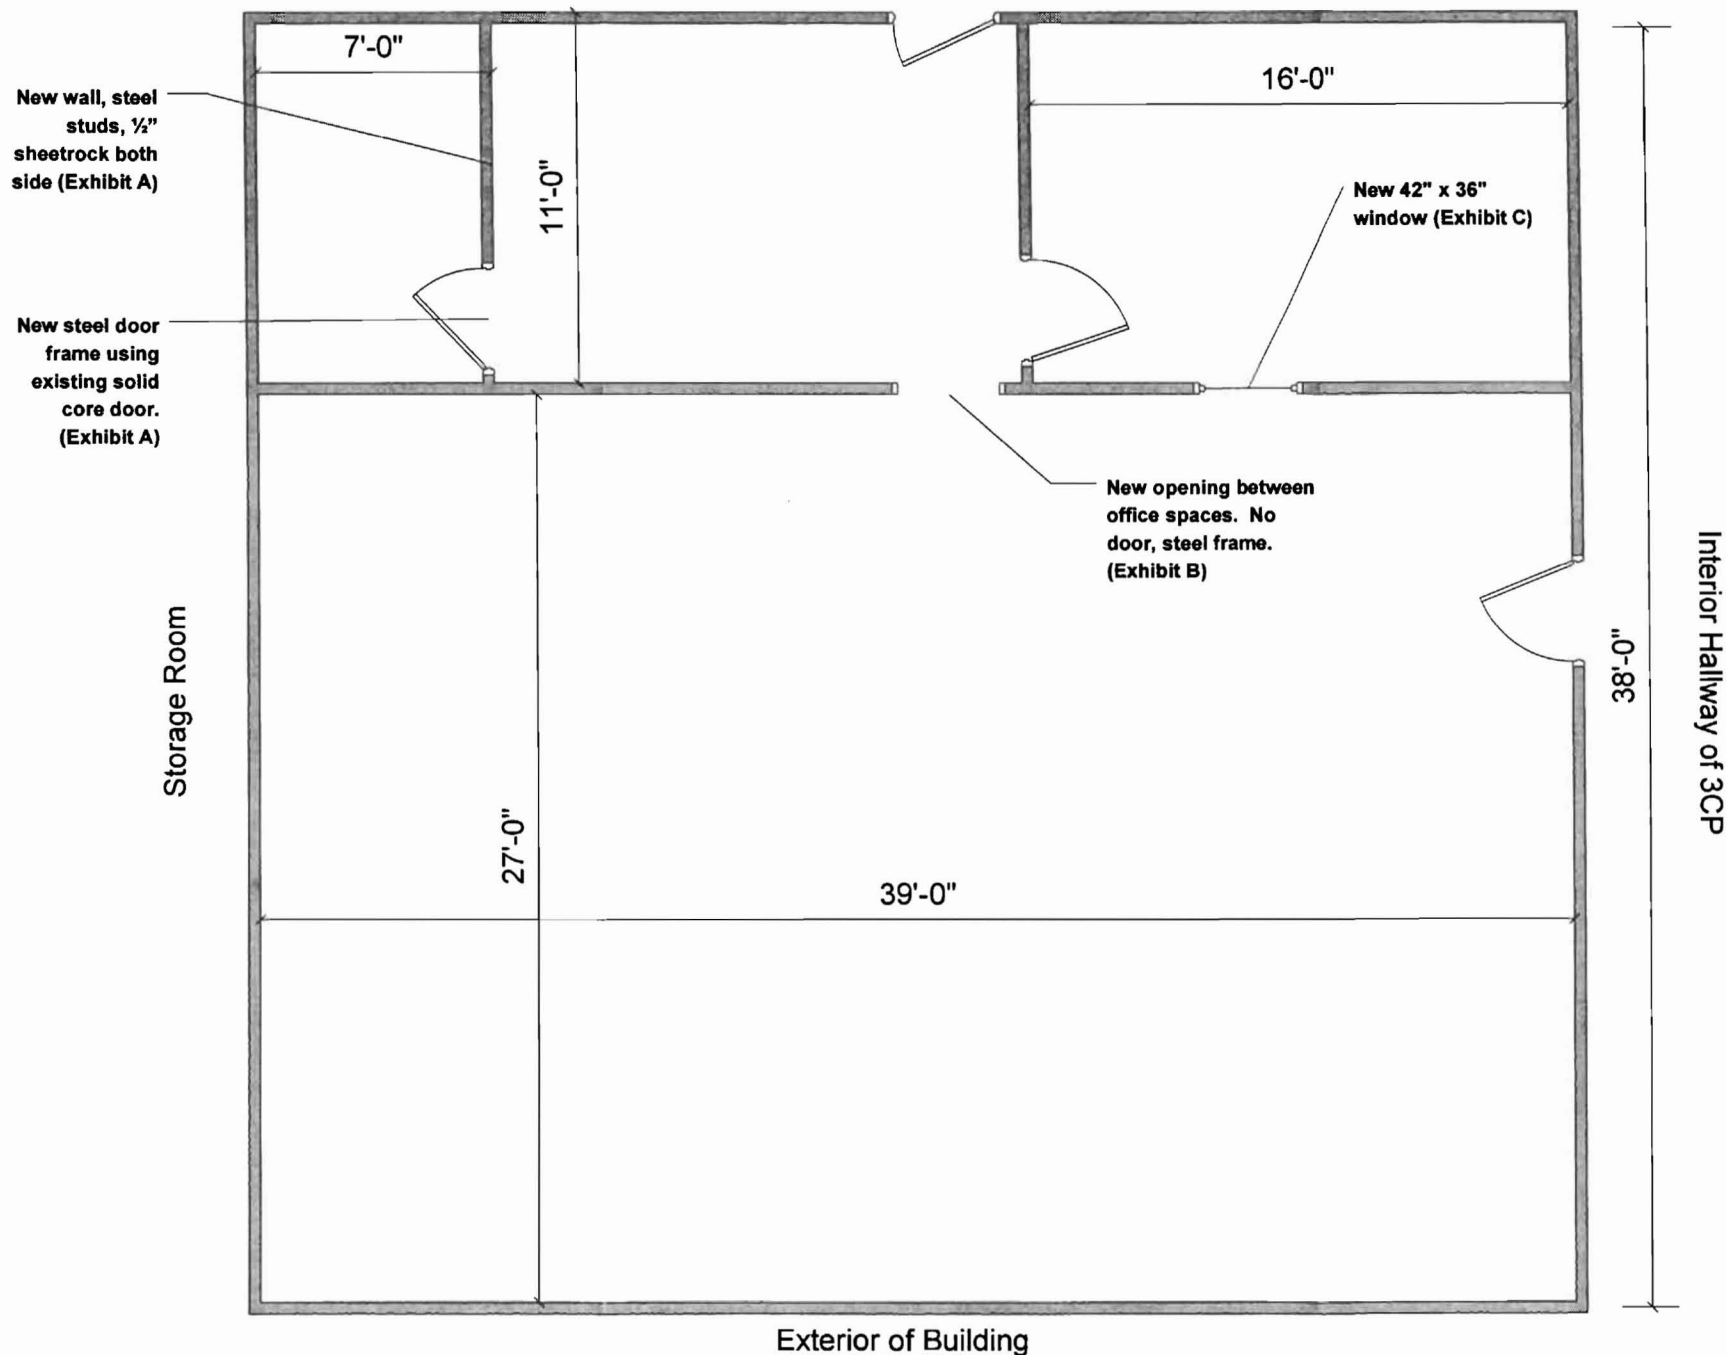 7'-0"
New wall, steel
studs, ½"
sheetrock both
side (Exhibit A)
11'-0"
16'-0"
New 42" x 36"
window (Exhibit C)
New steel door
frame using
existing solid
core door.
(Exhibit A)
New opening between
office spaces. No
door, steel frame.
(Exhibit B)
Storage Room
27'-0"
39'-0"
38'-0"
Interior Hallway of 3CP
Exterior of Building